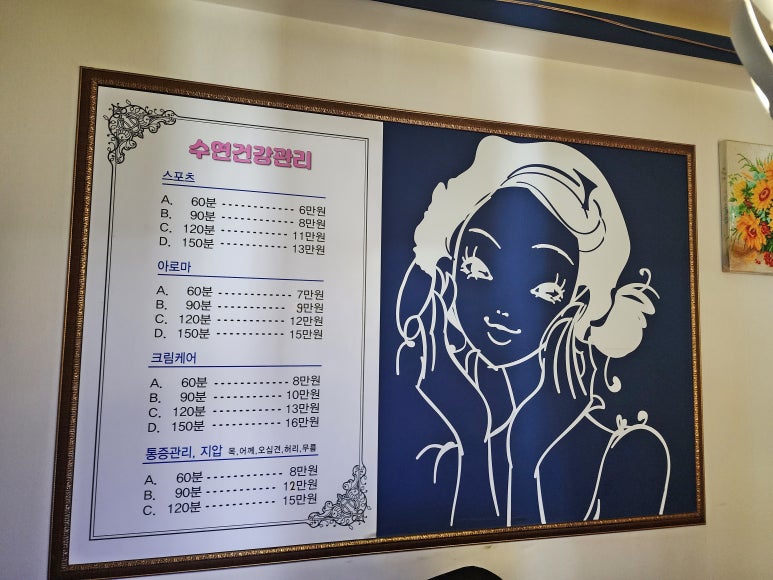 수연건강관리
스포츠
A. 60분 --------------- 6만원
B. 90분 --------------- 8만원
C. 120분 --------------- 11만원
D. 150분 --------------- 13만원
아로마
A. 60분 --------------- 7만원
B. 90분 --------------- 9만원
C. 120분 --------------- 12만원
D. 150분 --------------- 15만원
크림케어
A. 60분 --------------- 8만원
B. 90분 --------------- 10만원
C. 120분 --------------- 13만원
D. 150분 --------------- 16만원
통증관리, 지압 목,어께,오십견,허리,무릎
A. 60분 --------------- 8만원
B. 90분 --------------- 12만원
C. 120분 --------------- 15만원